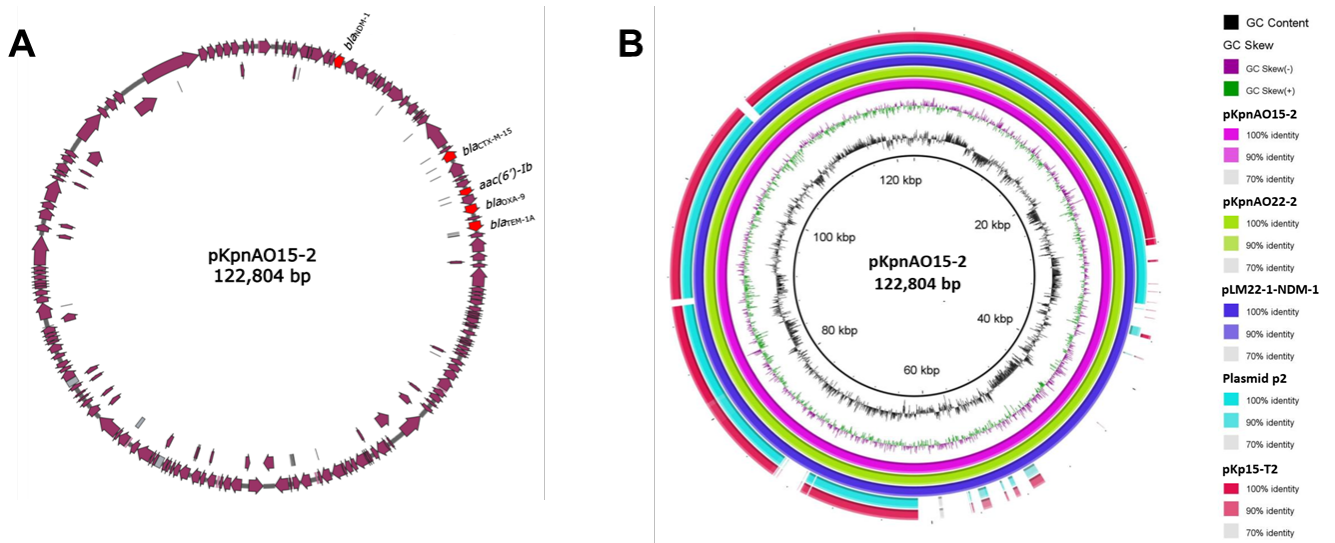 A
blaNDM-1
blaCTX-M-15
aac(6')-Ib
blaOXA-9
blaTEM-1A
pKpnAO15-2
122,804 bp
B
120 kbp
20 kbp
100 kbp
pKpnAO15-2
122,804 bp
40 kbp
80 kbp
60 kbp
GC Content
GC Skew
GC Skew(-)
GC Skew(+)
pKpnAO15-2
100% identity
90% identity
70% identity
pKpnAO22-2
100% identity
90% identity
70% identity
pLM22-1-NDM-1
100% identity
90% identity
70% identity
Plasmid p2
100% identity
90% identity
70% identity
pKp15-T2
100% identity
90% identity
70% identity